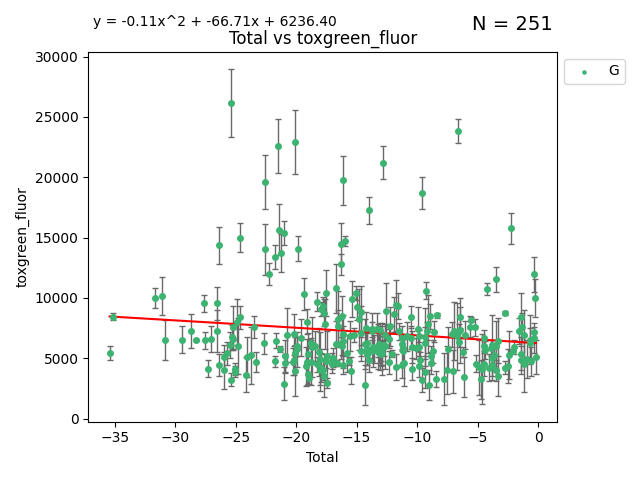 y = -0.11x^2 + -66.71x + 6236.40
N = 251
Total vs toxgreen_fluor
G
toxgreen_fluor
30000
25000
20000
15000
10000
5000
0
−35
−30
−25
−20
−15
−10
−5
0
Total